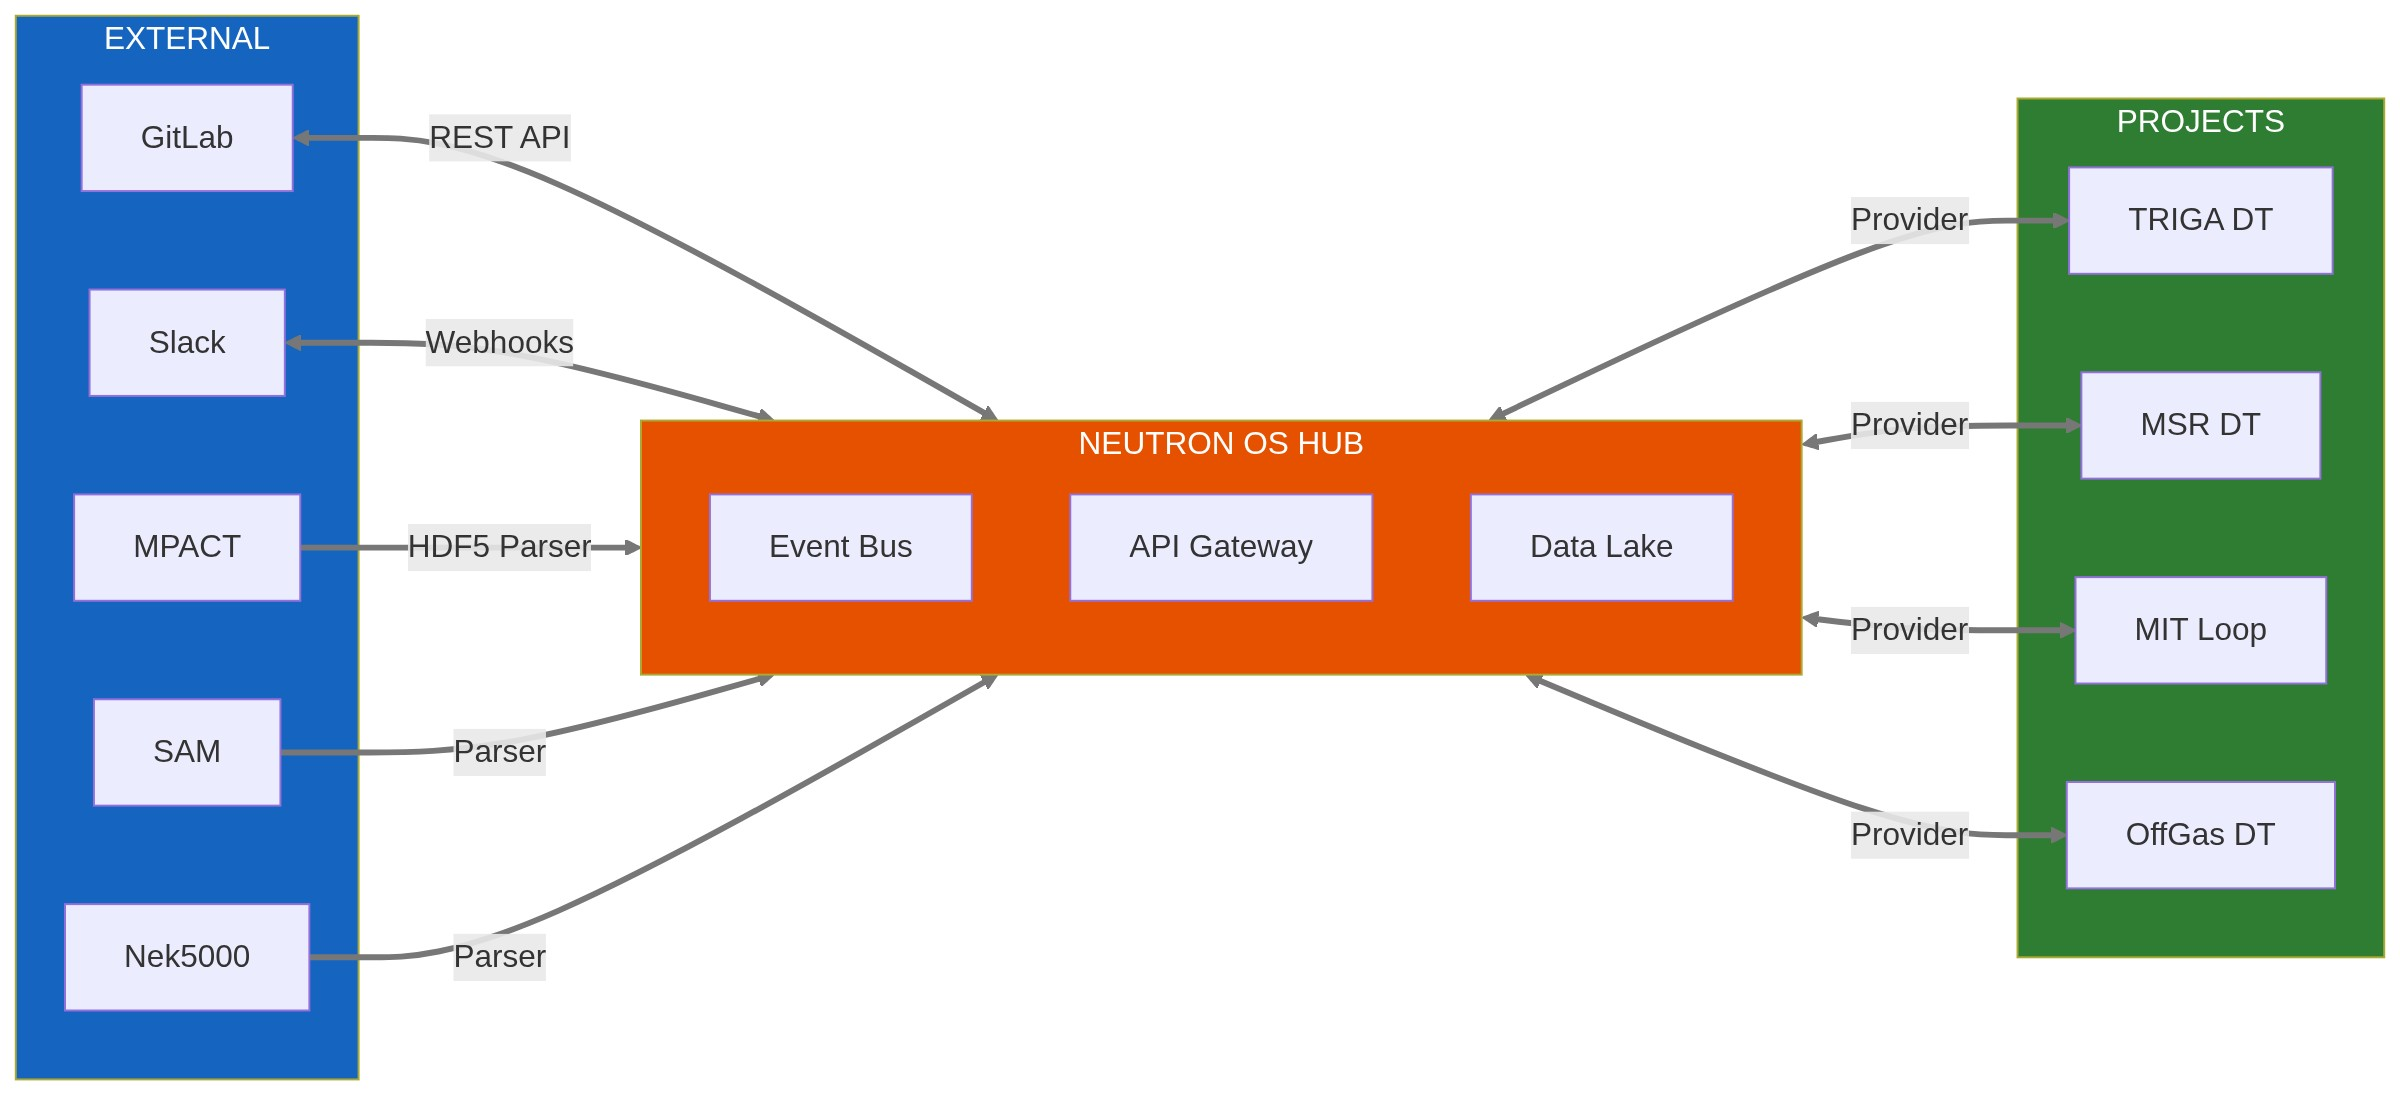 EXTERNAL
GitLab
Slack
MPACT
SAM
Nek5000
REST API
Webhooks
HDF5 Parser
Parser
Parser
NEUTRON OS HUB
Event Bus
API Gateway
Data Lake
Provider
Provider
Provider
Provider
PROJECTS
TRIGA DT
MSR DT
MIT Loop
OffGas DT